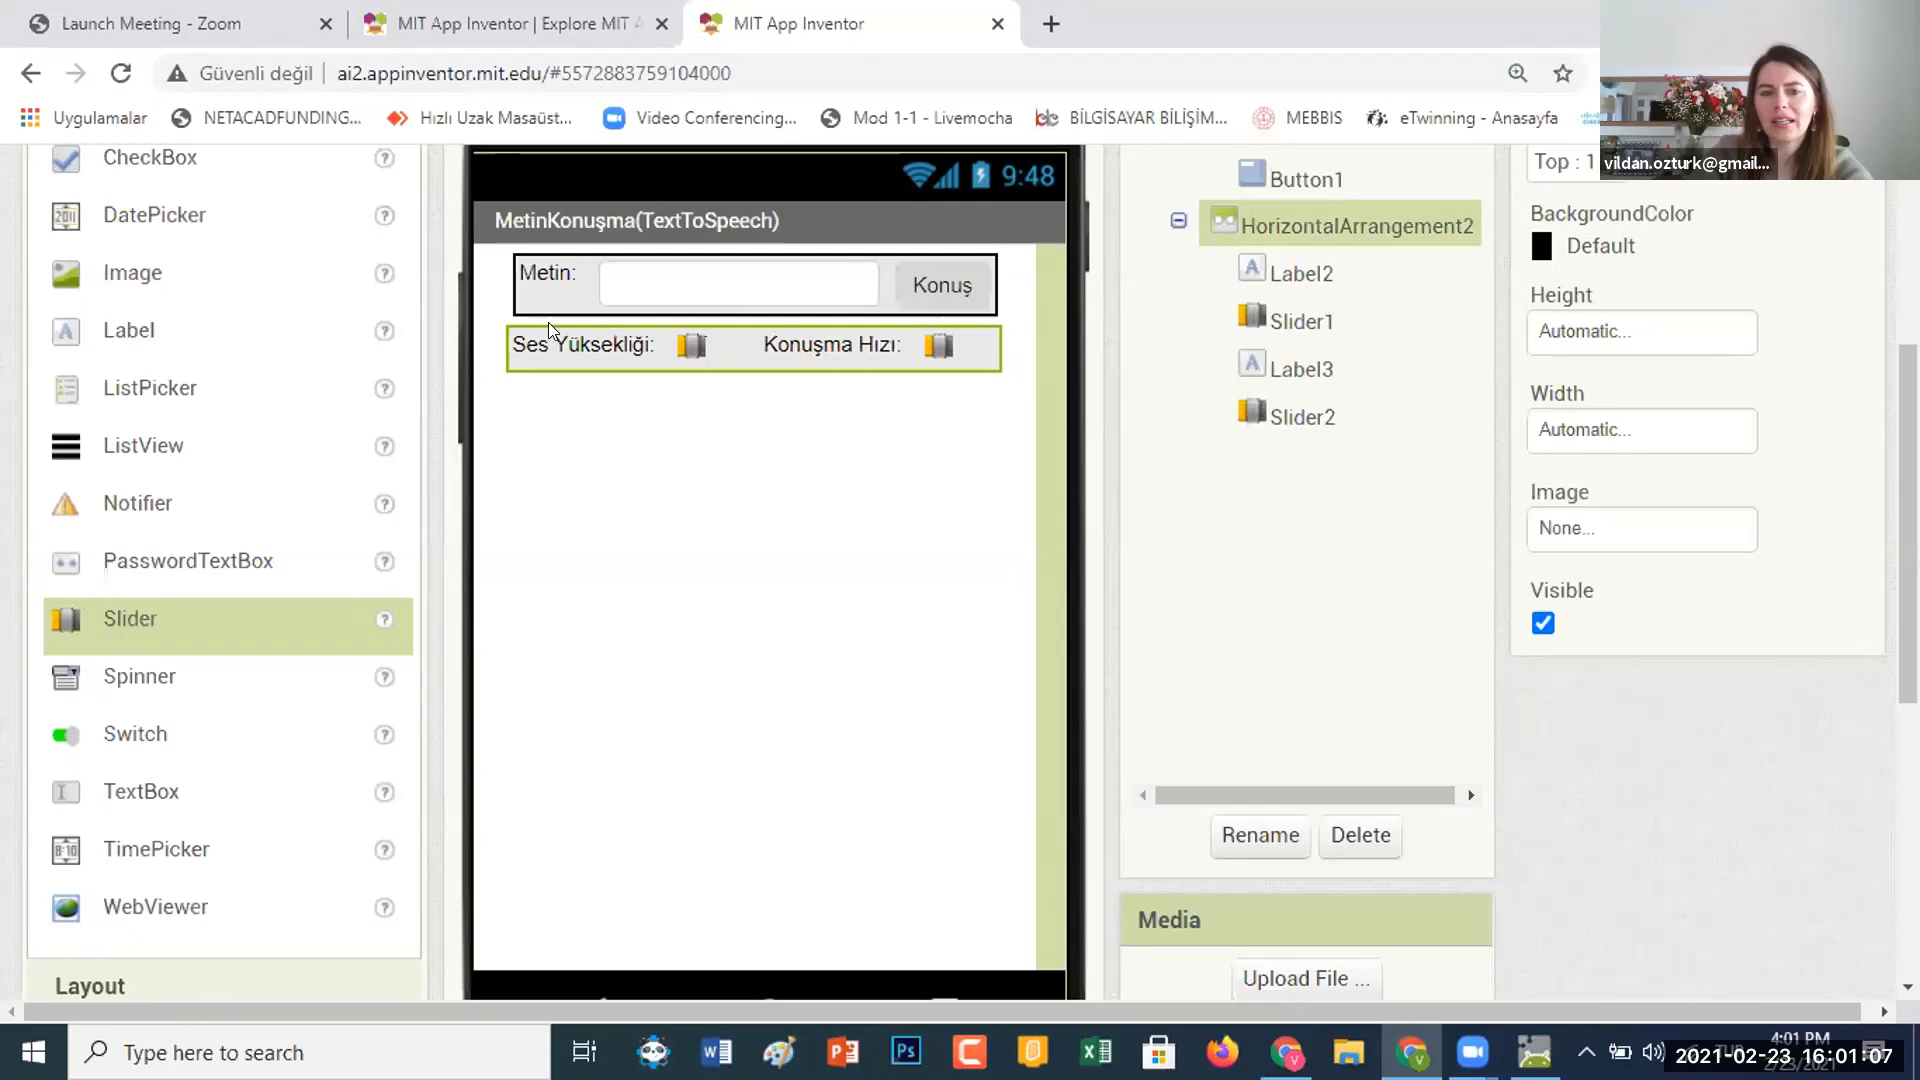 Launch Meeting - Zoom
MIT App Inventor | Explore MIT A
MIT App Inventor
Güvenli değil
ai2.appinventor.mit.edu/#5572883759104000
Uygulamalar
NETACADFUNDING...
Hızlı Uzak Masaüst...
Video Conferencing...
Mod 1-1 - Livemocha
BİLGİSAYAR BİLİŞİM...
MEBBIS
eTwinning - Anasayfa
vildan.ozturk@gmail...
CheckBox
DatePicker
Image
Label
ListPicker
ListView
Notifier
PasswordTextBox
Slider
Spinner
Switch
TextBox
TimePicker
WebViewer
Layout
9:48
MetinKonuşma(TextToSpeech)
Metin:
Konuş
Ses Yüksekliği:
Konuşma Hızı:
Button1
HorizontalArrangement2
Label2
Slider1
Label3
Slider2
Rename
Delete
Media
Upload File ...
Top : 1
BackgroundColor
Default
Height
Automatic...
Width
Automatic...
Image
None...
Visible
Type here to search
4:01 PM
2021-02-23 16:01:07